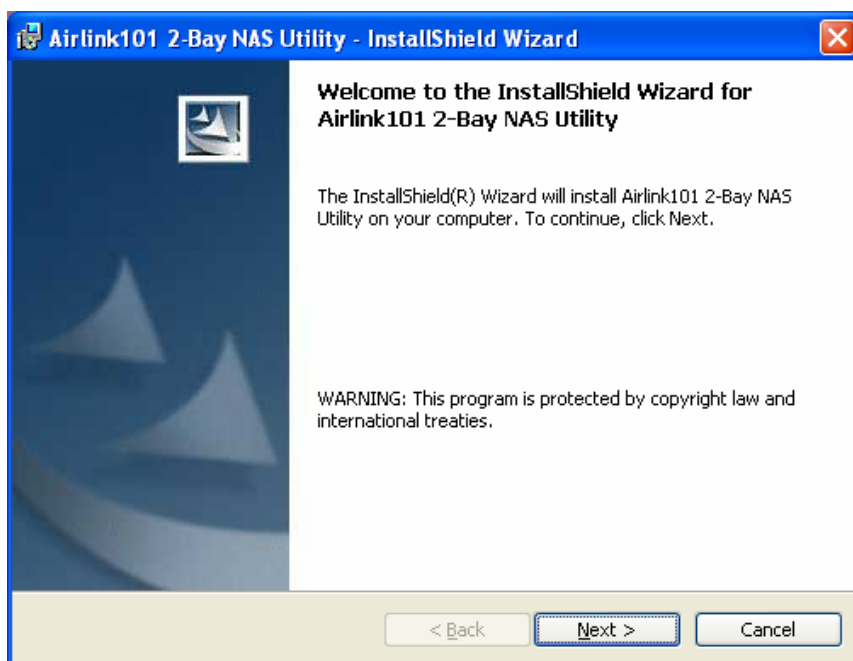 Airlink101 2-Bay NAS Utility - InstallShield Wizard
Welcome to the InstallShield Wizard for
Airlink101 2-Bay NAS Utility
The InstallShield(R) Wizard will install Airlink101 2-Bay NAS
Utility on your computer. To continue, click Next.
WARNING: This program is protected by copyright law and
international treaties.
< Back
Next >
Cancel